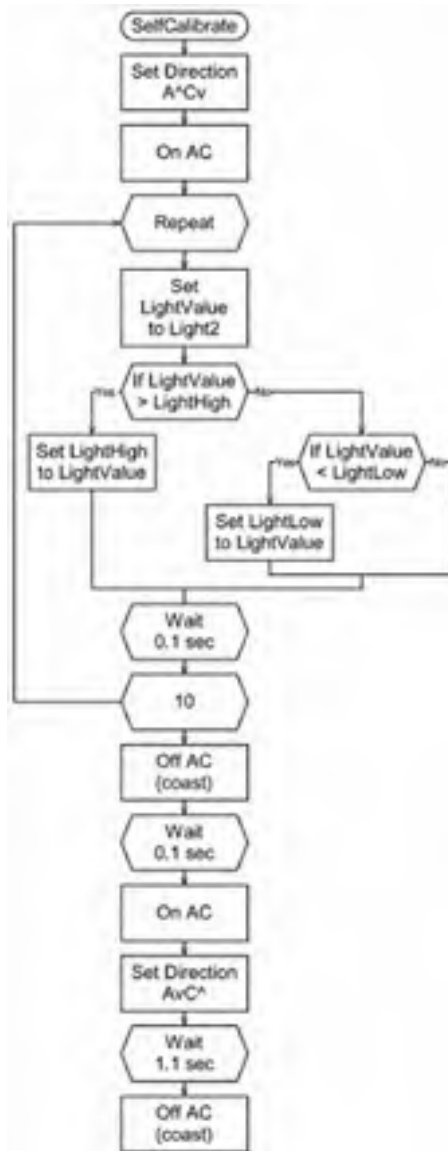 SelfCalibrate
Set Direction
A^Cv
On AC
Repeat
Set
LightValue
to Light2
If LightValue
> LightHigh
Yes
No
Set LightHigh
to LightValue
If LightValue
< LightLow
Yes
No
Set LightLow
to LightValue
Wait
0.1 sec
10
Off AC
(coast)
Wait
0.1 sec
On AC
Set Direction
AvC^
Wait
1.1 sec
Off AC
(coast)